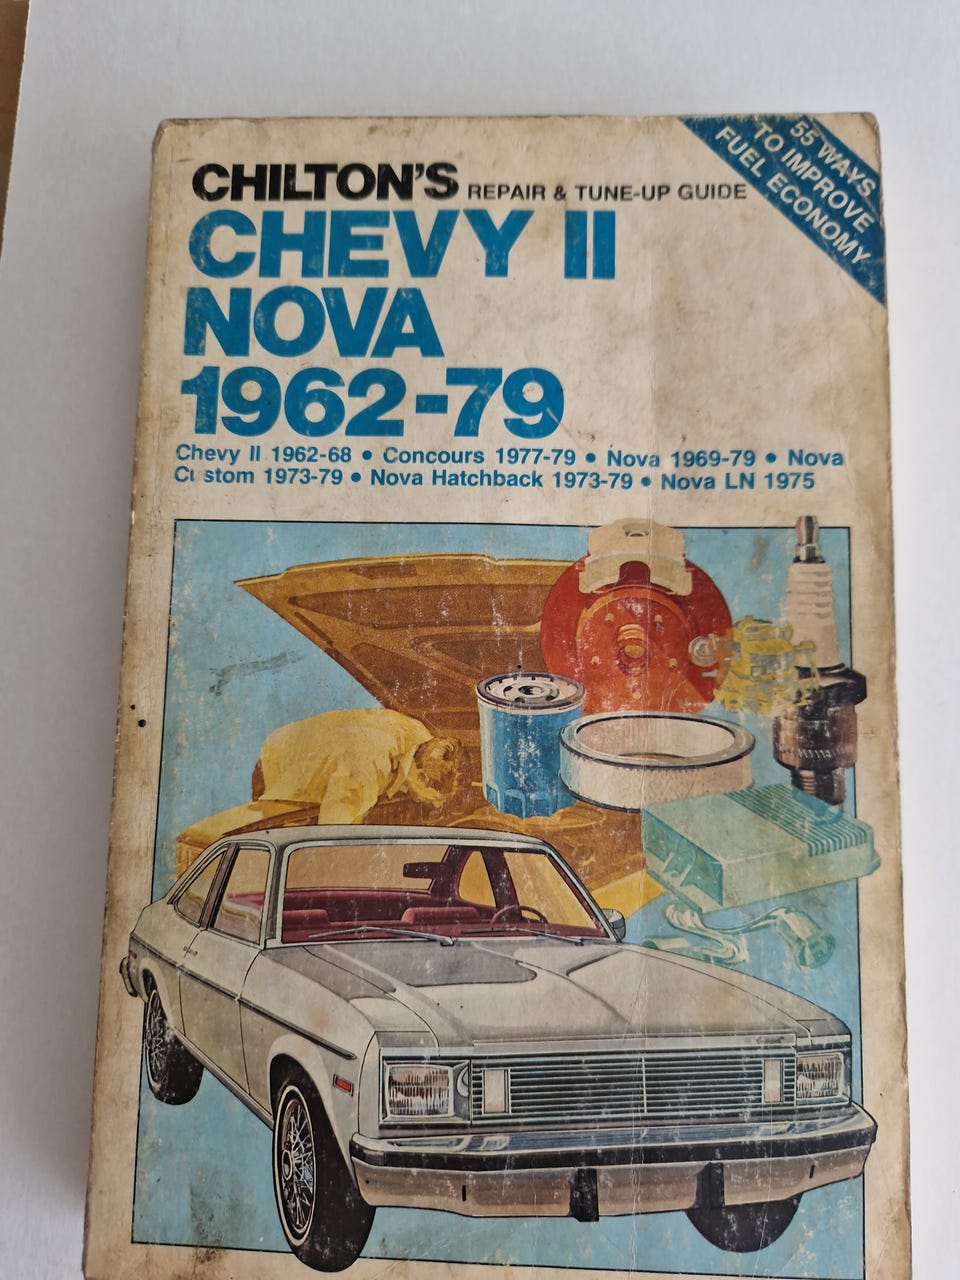 CHILTON'S REPAIR & TUNE-UP GUIDE
CHEVY II
NOVA
1962-79
Chevy II 1962-68 • Concours 1977-79 • Nova 1969-79 • Nova
Custom 1973-79 • Nova Hatchback 1973-79 • Nova LN 1975
55 WAYS
TO IMPROVE
FUEL ECONOMY